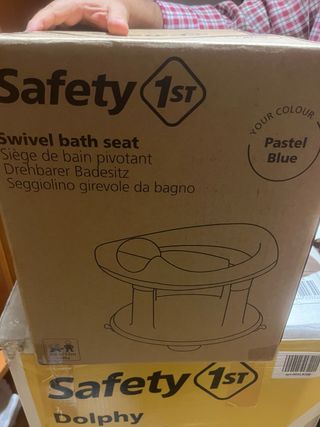 Safety 1ST
Swivel bath seat
Siège de bain pivotant
Drehbarer Badesitz
Seggiolino girevole da bagno
YOUR COLOUR
Pastel
Blue
Safety 1ST
Dolphy